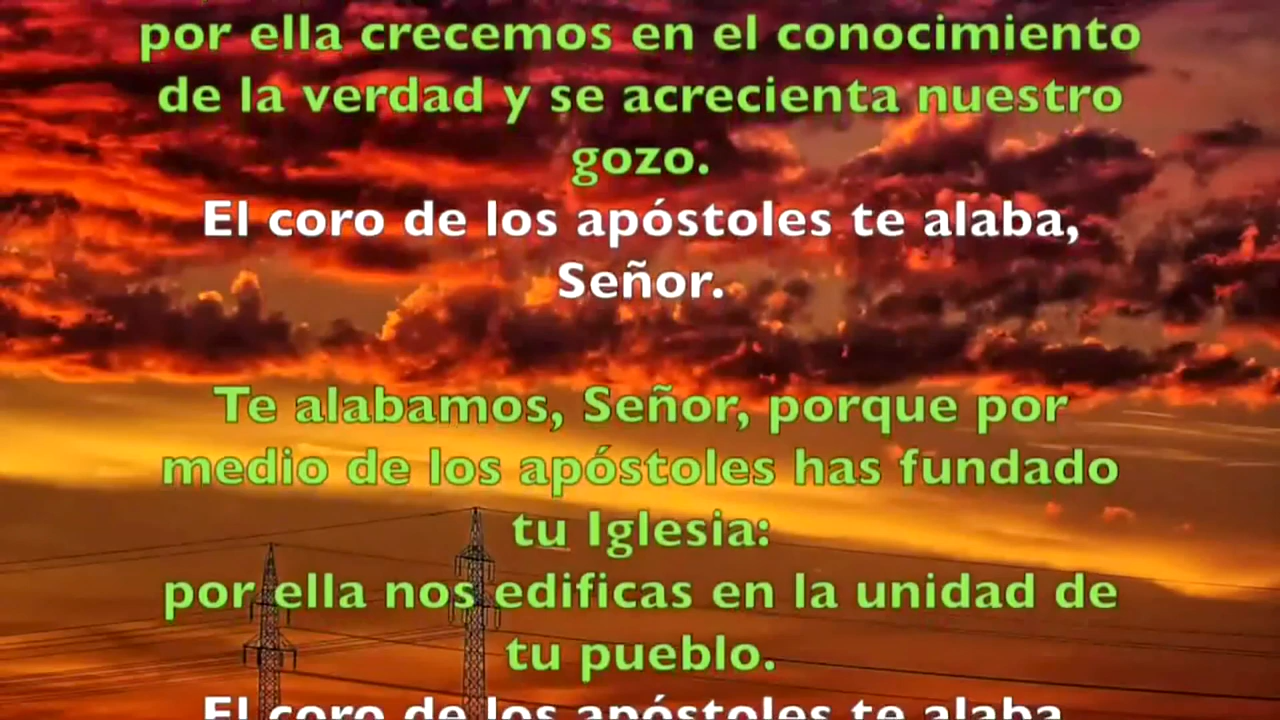 por ella crecemos en el conocimiento
de la verdad y se acrecienta nuestro
gozo.
El coro de los apóstoles te alaba,
Señor.
Te alabamos, Señor, porque por
medio de los apóstoles has fundado
tu Iglesia:
por ella nos edificas en la unidad de
tu pueblo.
El coro de los apóstoles te alaba